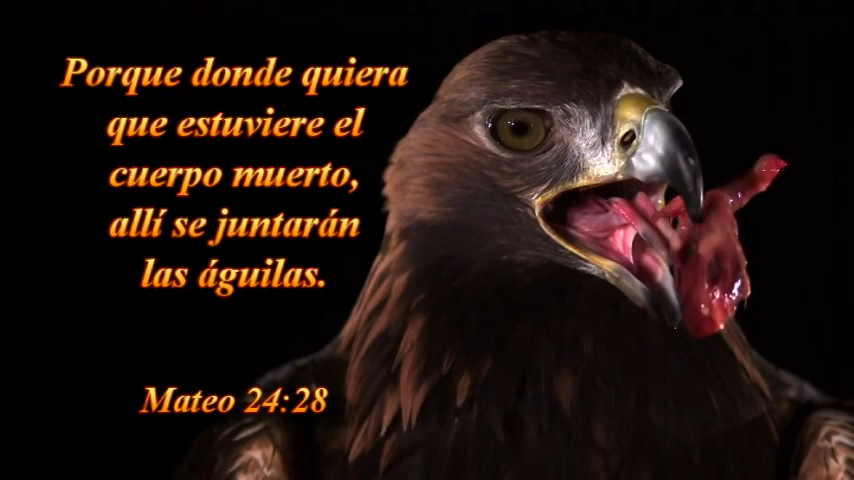 Porque donde quiera
que estuviere el
cuerpo muerto,
allí se juntarán
las águilas.
Mateo 24:28